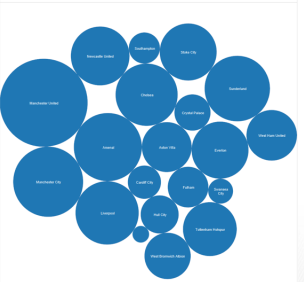 Southampton
Stoke City
Newcastle United
Sunderland
Chelsea
Manchester United
Crystal Palace
West Ham United
Arsenal
Aston Villa
Everton
Manchester City
Cardiff City
Fulham
Swansea
City
Liverpool
Hull City
Tottenham Hotspur
West Bromwich Albion